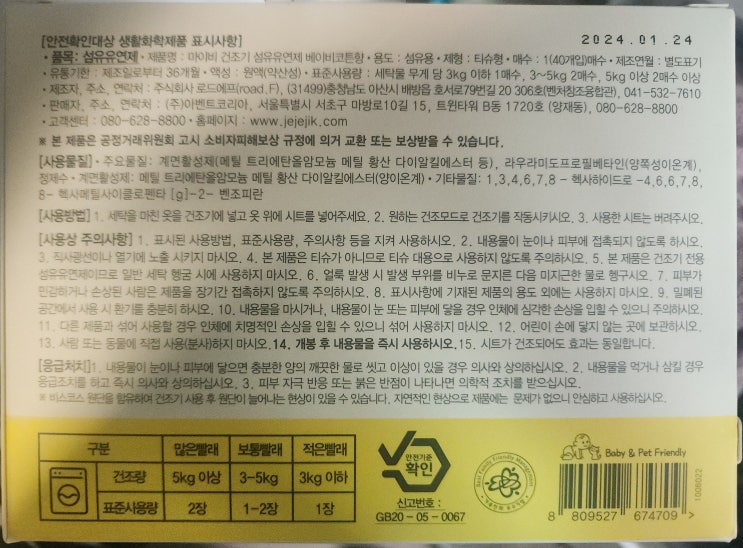 [안전확인대상 생활화학제품 표시사항]
2024.01.24
• 품목: 섬유유연제 • 제품명 : 마이비 건조기 섬유유연제 베이비코튼향 • 용도 : 섬유용 • 제형 : 티슈형 • 매수 : 1(40개입)매수 • 제조연월 : 별도표기
• 유통기한 : 제조일로부터 36개월 • 액성 : 원액(약산성) • 표준사용량 : 세탁물 무게 당 3kg 이하 1매수, 3~5kg 2매수, 5kg 이상 2매수 이상
• 제조자, 주소, 연락처 : 주식회사 로드에프(road.F), (31499)충청남도 아산시 배방읍 호서로79번길 20 306호(벤처창조융합관), 041-532-7610
• 판매자, 주소, 연락처 : (주)아벤트코리아, 서울특별시 서초구 마방로10길 15, 트윈타워 B동 1720호 (양재동), 080-628-8800
• 고객센터 : 080-628-8800 • 홈페이지 : www.jejejik.com
※ 본 제품은 공정거래위원회 고시 소비자피해보상 규정에 의거 교환 또는 보상받을 수 있습니다.
[사용물질] • 주요물질: 계면활성제(메틸 트리에탄올암모늄 메틸 황산 다이알킬에스터 등), 라우라미도프로필베타인(양쪽성이온계),
정제수 • 계면활성제: 메틸 트리에탄올암모늄 메틸 황산 다이알킬에스터(양이온계) • 기타물질: 1,3,4,6,7,8 - 헥사하이드로 -4,6,6,7,8,
8- 헥사메틸사이클로펜타 [g]-2- 벤조피란
[사용방법] 1. 세탁을 마친 옷을 건조기에 넣고 옷 위에 시트를 넣어주세요. 2. 원하는 건조모드로 건조기를 작동시키시오. 3. 사용한 시트는 버려주시오.
[사용상 주의사항] 1. 표시된 사용방법, 표준사용량, 주의사항 등을 지켜 사용하시오. 2. 내용물이 눈이나 피부에 접촉되지 않도록 하시오.
3. 직사광선이나 열기에 노출 시키지 마시오. 4. 본 제품은 티슈가 아니므로 티슈 대용으로 사용하지 않도록 주의하시오. 5. 본 제품은 건조기 전용
섬유유연제이므로 일반 세탁 헹굼 시에 사용하지 마시오. 6. 얼룩 발생 시 발생 부위를 비누로 문지른 다음 미지근한 물로 헹구시오. 7. 피부가
민감하거나 손상된 사람은 제품을 장기간 접촉하지 않도록 주의하시오. 8. 표시사항에 기재된 제품의 용도 외에는 사용하지 마시오. 9. 밀폐된
공간에서 사용 시 환기를 충분히 하시오. 10. 내용물을 마시거나, 내용물이 눈 또는 피부에 닿을 경우 인체에 심각한 손상을 입힐 수 있으니 주의하시오.
11. 다른 제품과 섞어 사용할 경우 인체에 치명적인 손상을 입힐 수 있으니 섞어 사용하지 마시오. 12. 어린이 손에 닿지 않는 곳에 보관하시오.
13. 사람 또는 동물에 직접 사용(분사)하지 마시오. 14. 개봉 후 내용물을 즉시 사용하시오. 15. 시트가 건조되어도 효과는 동일합니다.
[응급처치] 1. 내용물이 눈이나 피부에 닿으면 충분한 양의 깨끗한 물로 씻고 이상이 있을 경우 의사와 상의하십시오. 2. 내용물을 먹거나 삼킬 경우
응급조치를 하고 즉시 의사와 상의하십시오. 3. 피부 자극 반응 또는 붉은 반점이 나타나면 의학적 조치를 받으십시오.
※ 비스코스 원단을 함유하여 건조기 사용 후 원단이 늘어나는 현상이 있을 수 있습니다. 자연적인 현상으로 제품에는 문제가 없으니 안심하고 사용하십시오.
구분 많은빨래 보통빨래 적은빨래
건조량 5kg 이상 3-5kg 3kg 이하
표준사용량 2장 1-2장 1장
안전기준
확인
신고번호 :
GB20 - 05 - 0067
Baby & Pet Friendly
8 809527 674709 >
1008022